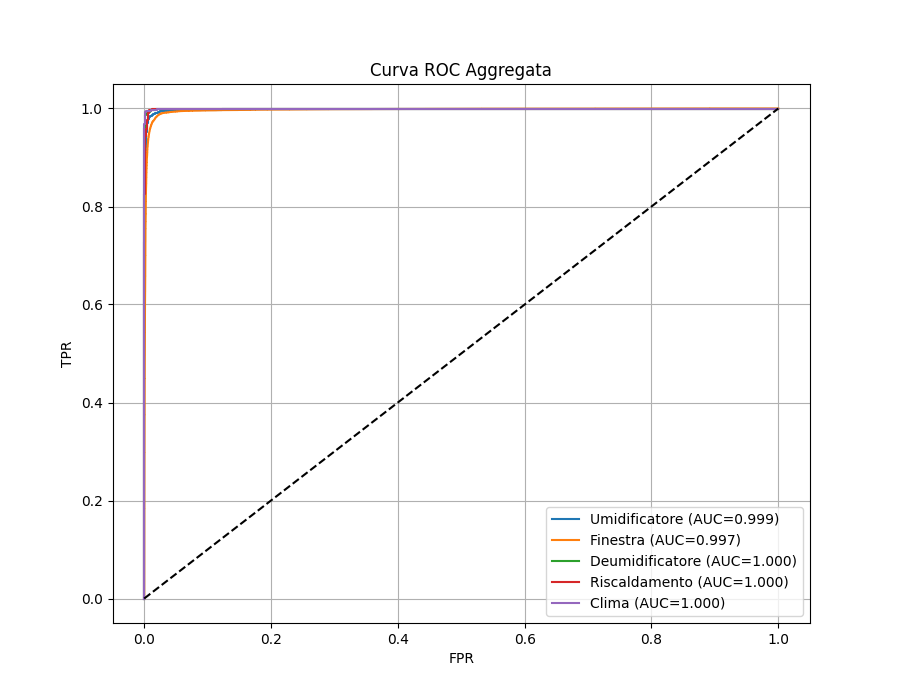 Curva ROC Aggregata
TPR
1.0
0.8
0.6
0.4
0.2
0.0
Umidificatore (AUC=0.999)
Finestra (AUC=0.997)
Deumidificatore (AUC=1.000)
Riscaldamento (AUC=1.000)
Clima (AUC=1.000)
0.0 0.2 0.4 0.6 0.8 1.0
FPR